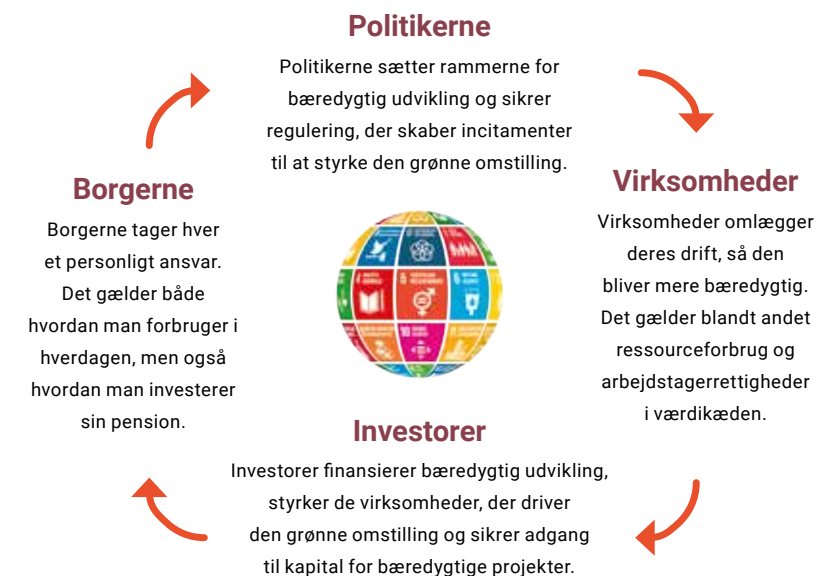 Politikerne
Politikerne sætter rammerne for
bæredygtig udvikling og sikrer
regulering, der skaber incitamenter
til at styrke den grønne omstilling.
Virksomheder
Virksomheder omlægger
deres drift, så den
bliver mere bæredygtig.
Det gælder blandt andet
ressourceforbrug og
arbejdstagerrettigheder
i værdikæden.
Investorer
Investorer finansierer bæredygtig udvikling,
styrker de virksomheder, der driver
den grønne omstilling og sikrer adgang
til kapital for bæredygtige projekter.
Borgerne
Borgerne tager hver
et personligt ansvar.
Det gælder både
hvordan man forbruger i
hverdagen, men også
hvordan man investerer
sin pension.